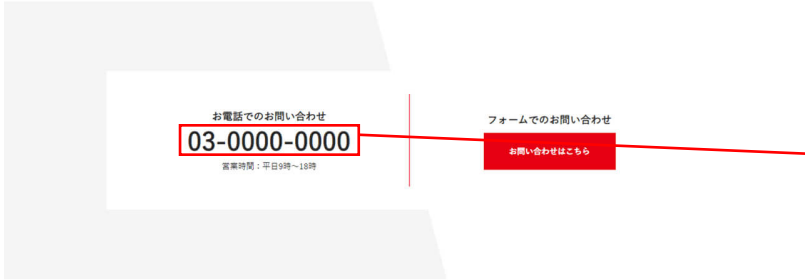 お電話でのお問い合わせ
03-0000-0000
営業時間：平日9時～18時
フォームでのお問い合わせ
お問い合わせはこちら